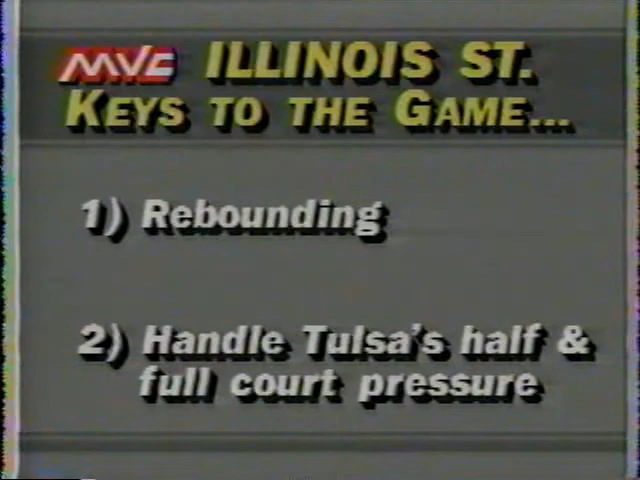 MVC ILLINOIS ST.
KEYS TO THE GAME...
1) Rebounding
2) Handle Tulsa's half &
full court pressure